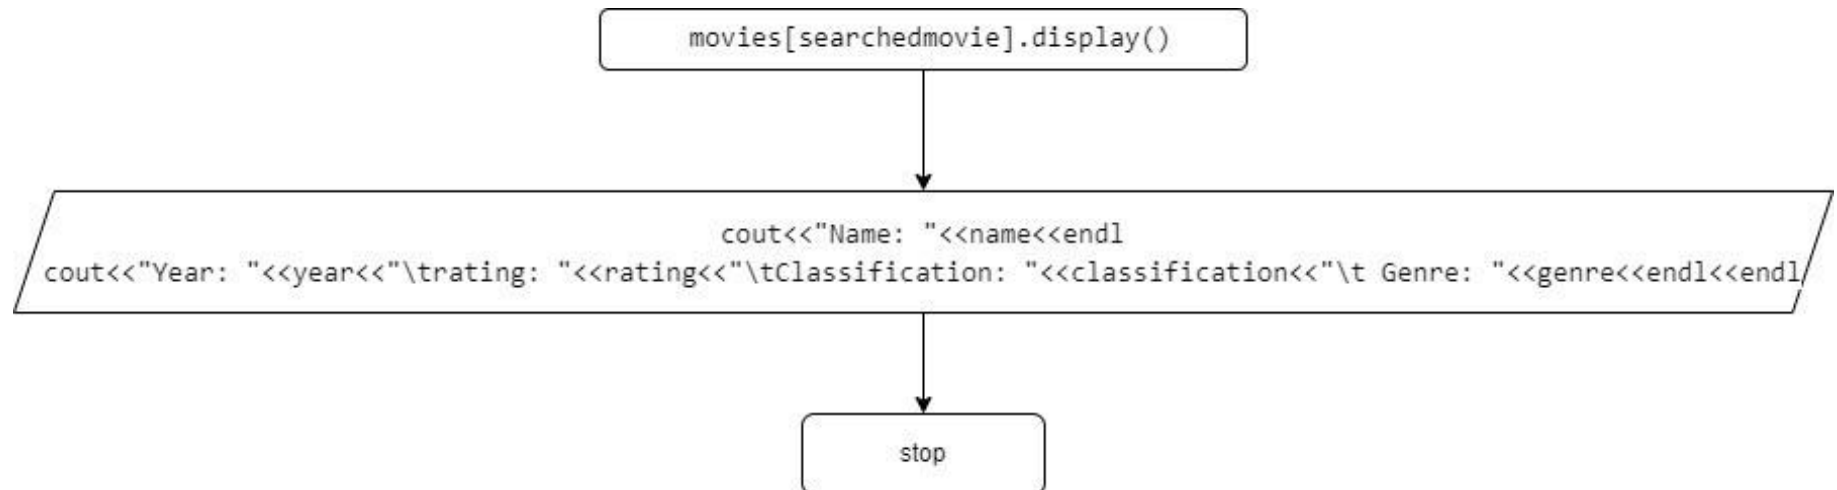 movies[searchedmovie].display()
cout<<"Name: "<<name<<endl
cout<<"Year: "<<year<<"\trating: "<<rating<<"\tClassification: "<<classification<<"\t Genre: "<<genre<<endl<<endl
stop